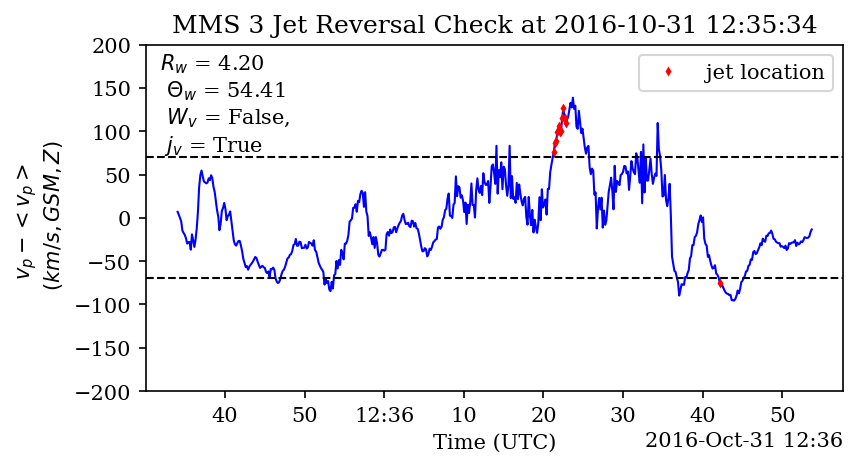 MMS 3 Jet Reversal Check at 2016-10-31 12:35:34
200
150
100
50
0
−50
−100
−150
−200
v_p − < v_p >
(km/s, GSM, Z)
R_w = 4.20
Θ_w = 54.41
W_v = False,
j_v = True
jet location
40 50 12:36 10 20 30 40 50
Time (UTC)
2016-Oct-31 12:36